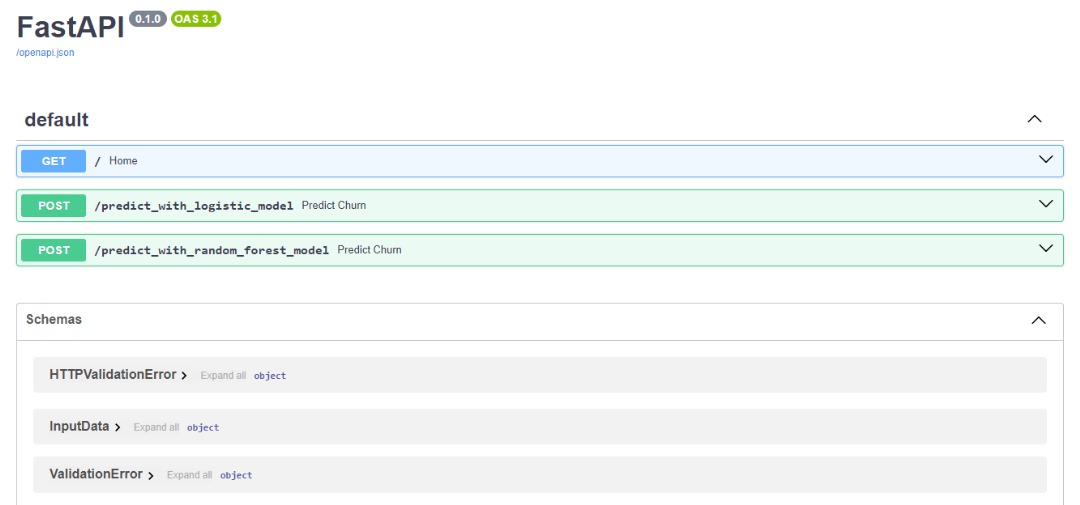 FastAPI 0.1.0 OAS 3.1
/openapi.json
default
GET / Home
POST /predict_with_logistic_model Predict Churn
POST /predict_with_random_forest_model Predict Churn
Schemas
HTTPValidationError Expand all object
InputData Expand all object
ValidationError Expand all object